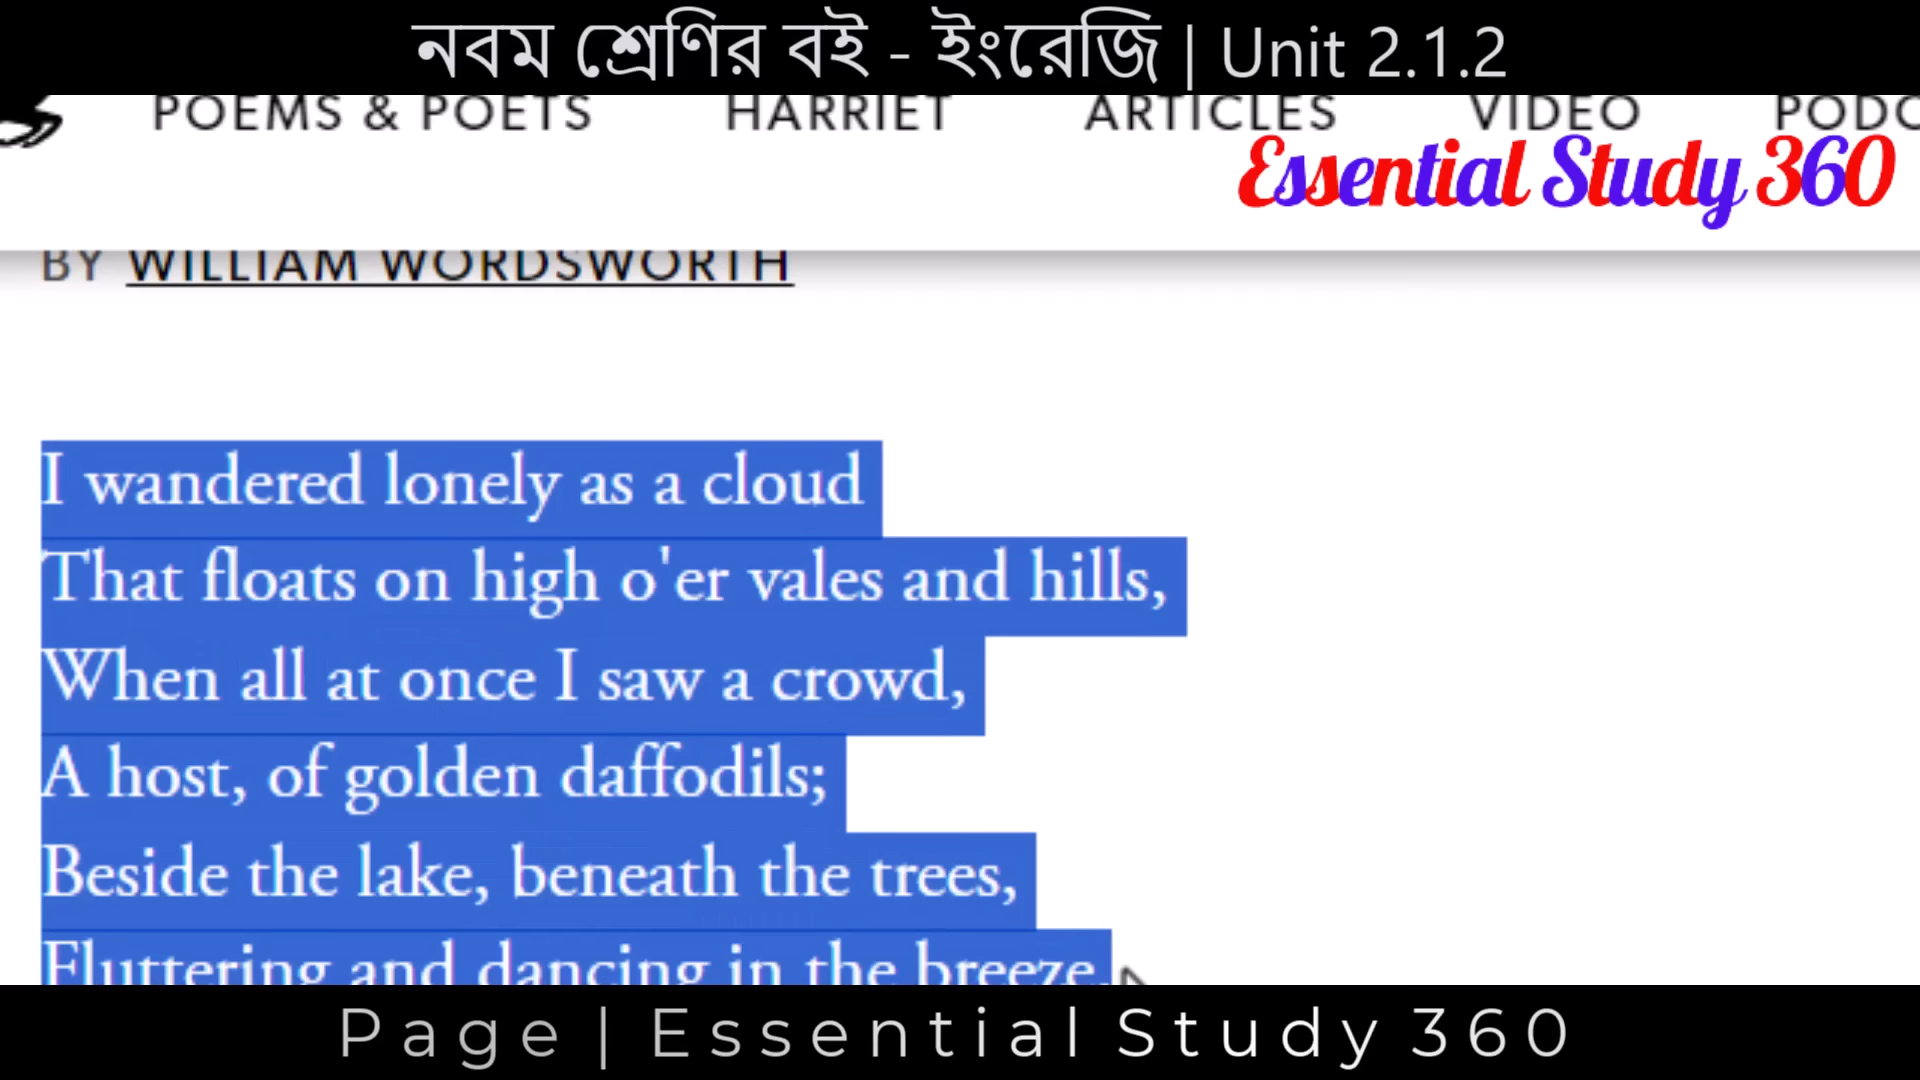 নবম শ্রেণির বই - ইংরেজি | Unit 2.1.2
POEMS & POETS HARRIET ARTICLES VIDEO PODC
Essential Study 360
BY WILLIAM WORDSWORTH
I wandered lonely as a cloud
That floats on high o'er vales and hills,
When all at once I saw a crowd,
A host, of golden daffodils;
Beside the lake, beneath the trees,
Fluttering and dancing in the breeze.
Page | Essential Study 360